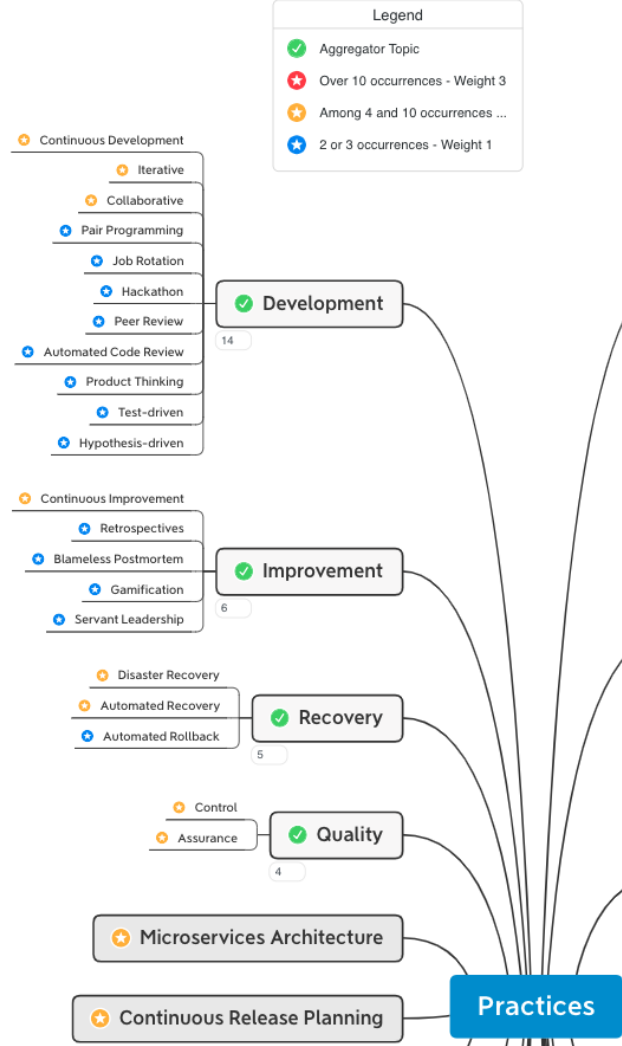 Legend
Aggregator Topic
Over 10 occurrences - Weight 3
Among 4 and 10 occurrences ...
2 or 3 occurrences - Weight 1
Continuous Development
Iterative
Collaborative
Pair Programming
Job Rotation
Hackathon
Peer Review
Automated Code Review
Product Thinking
Test-driven
Hypothesis-driven
Development
14
Continuous Improvement
Retrospectives
Blameless Postmortem
Gamification
Servant Leadership
Improvement
6
Disaster Recovery
Automated Recovery
Automated Rollback
Recovery
5
Control
Assurance
Quality
4
Microservices Architecture
Continuous Release Planning
Practices